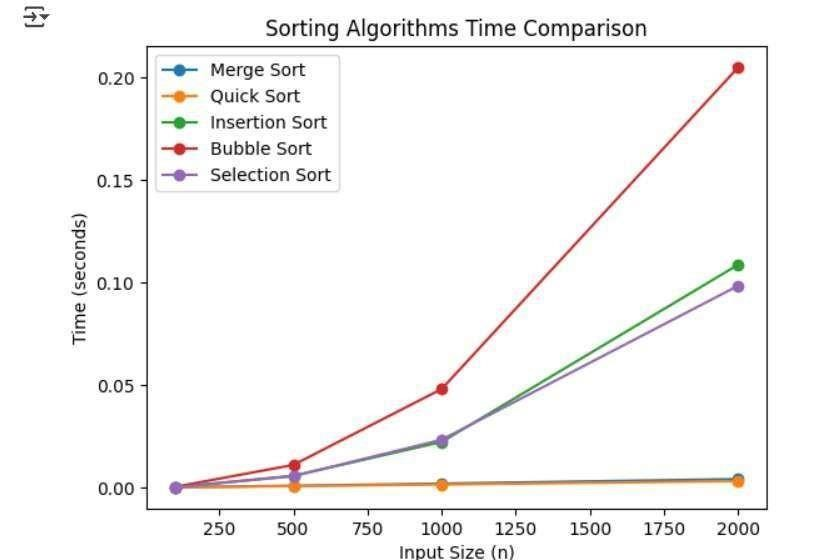 Sorting Algorithms Time Comparison
Merge Sort
Quick Sort
Insertion Sort
Bubble Sort
Selection Sort
0.20
0.15
0.10
0.05
0.00
Time (seconds)
250 500 750 1000 1250 1500 1750 2000
Input Size (n)